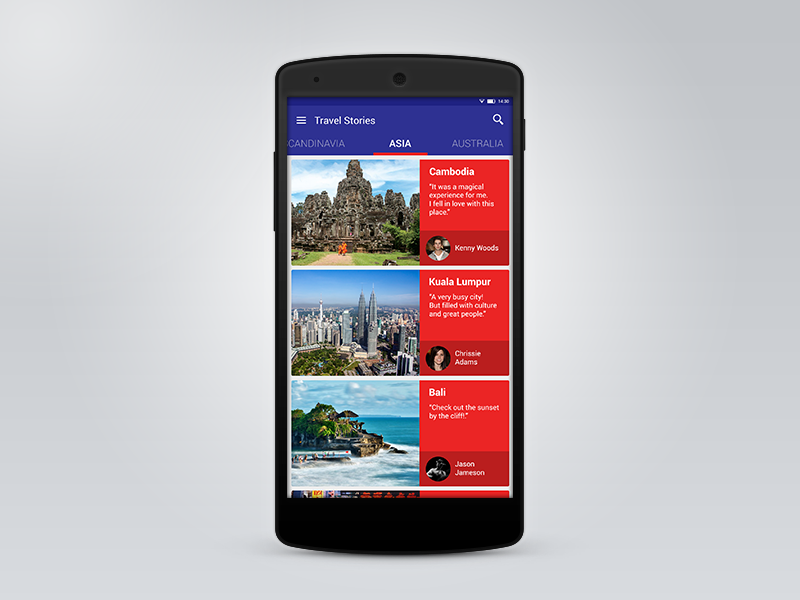 14:30
Travel Stories
CANDINAVIA ASIA AUSTRALIA
Cambodia
“It was a magical
experience for me.
I fell in love with this
place.”
Kenny Woods
Kuala Lumpur
“A very busy city!
But filled with culture
and great people.”
Chrissie
Adams
Bali
“Check out the sunset
by the cliff!”
Jason
Jameson